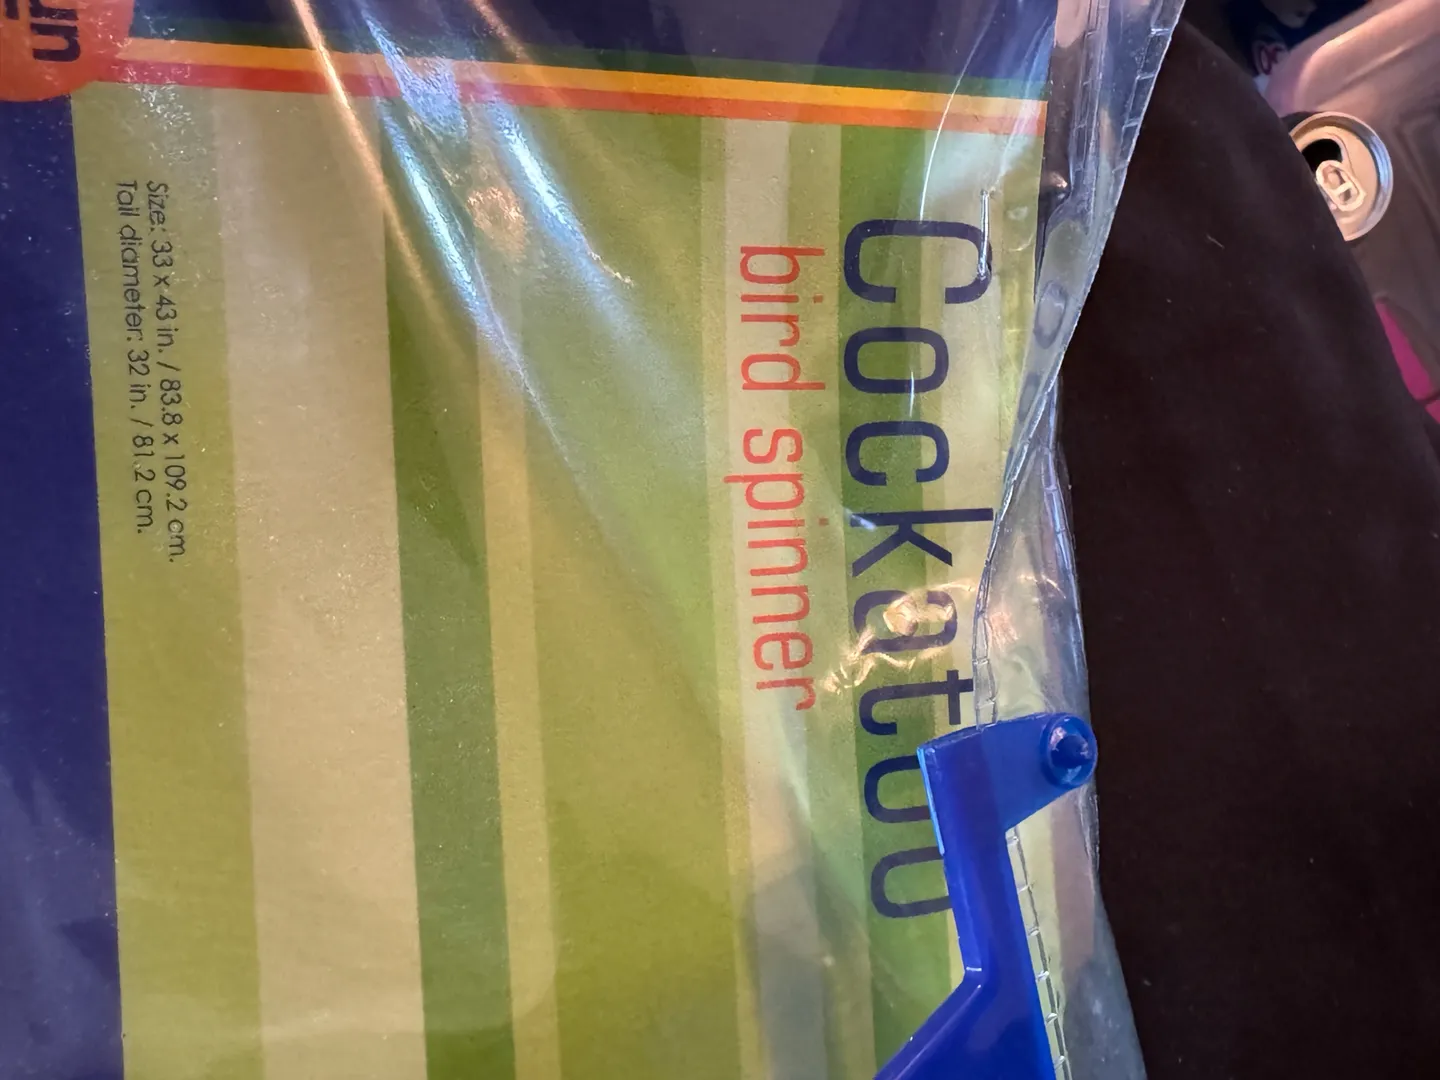 Cockatoo
bird spinner
Size: 33 x 43 in. / 83.8 x 109.2 cm.
Tail diameter: 32 in. / 81.2 cm.